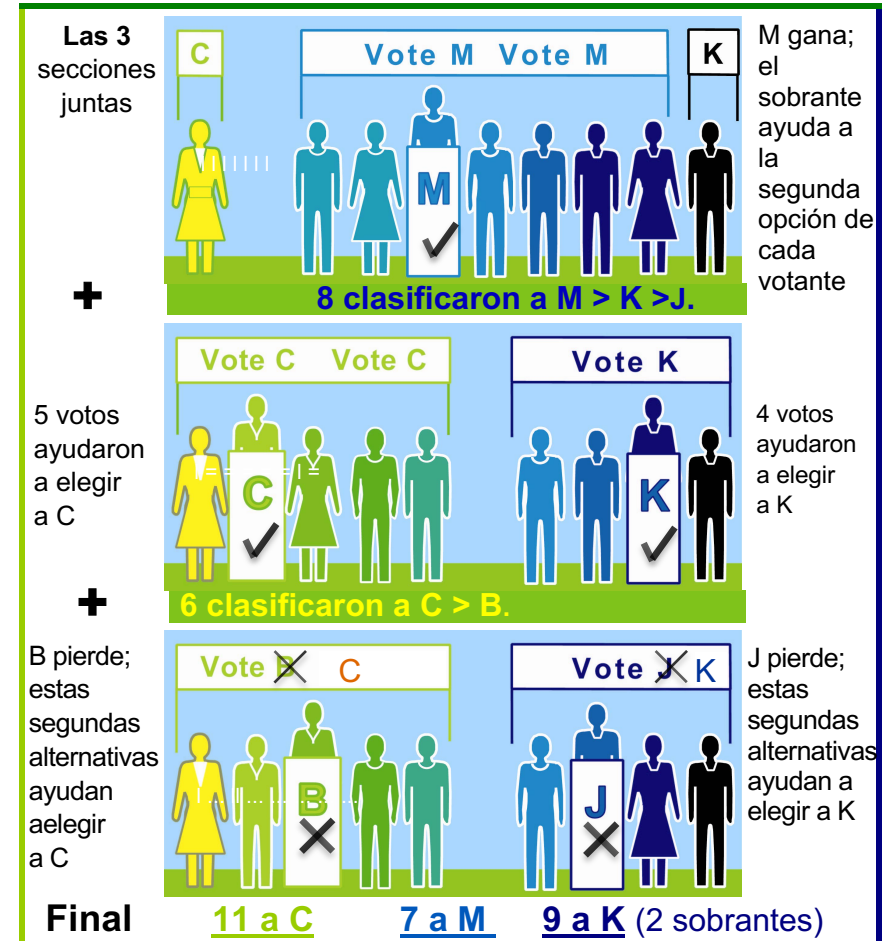 Las 3
secciones
juntas
C
Vote M Vote M
K
M
M gana;
el
sobrante
ayuda a
la
segunda
opción de
cada
votante
8 clasificaron a M > K >J.
5 votos
ayudaron
a elegir
a C
Vote C Vote C
Vote K
C
K
4 votos
ayudaron
a elegir
a K
6 clasificaron a C > B.
B pierde;
estas
segundas
alternativas
ayudan
aelegir
a C
Vote B C
Vote J K
B
J
J pierde;
estas
segundas
alternativas
ayudan a
elegir a K
Final 11 a C 7 a M 9 a K (2 sobrantes)